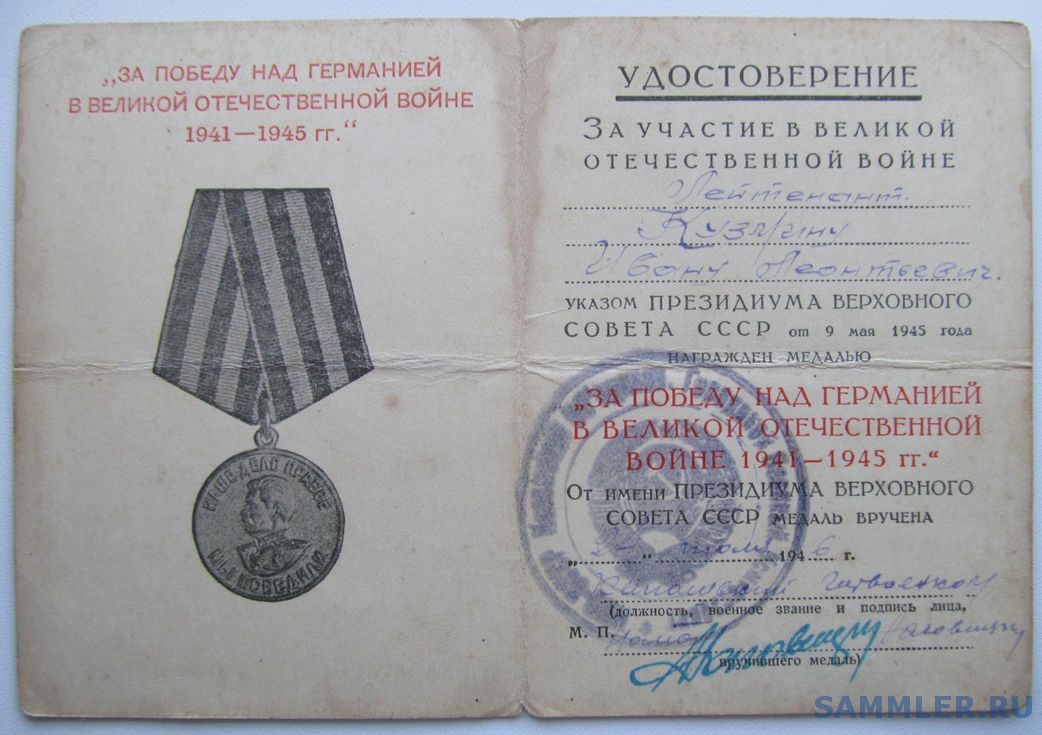 „ЗА ПОБЕДУ НАД ГЕРМАНИЕЙ
В ВЕЛИКОЙ ОТЕЧЕСТВЕННОЙ ВОЙНЕ
1941—1945 гг.“
НАШЕ ДЕЛО ПРАВОЕ
МЫ ПОБЕДИЛИ
УДОСТОВЕРЕНИЕ
ЗА УЧАСТИЕ В ВЕЛИКОЙ
ОТЕЧЕСТВЕННОЙ ВОЙНЕ
Лейтенант.
Кузьмину
Ивану Леонтьевич.
УКАЗОМ ПРЕЗИДИУМА ВЕРХОВНОГО
СОВЕТА СССР от 9 мая 1945 года
НАГРАЖДЕН МЕДАЛЬЮ
„ЗА ПОБЕДУ НАД ГЕРМАНИЕЙ
В ВЕЛИКОЙ ОТЕЧЕСТВЕННОЙ
ВОЙНЕ 1941—1945 гг.“
ОТ ИМЕНИ ПРЕЗИДИУМА ВЕРХОВНОГО
СОВЕТА СССР МЕДАЛЬ ВРУЧЕНА
„ “ 1946 г.
(должность, военное звание и подпись лица,
М. П.
вручившего медаль)
SAMMLER.RU